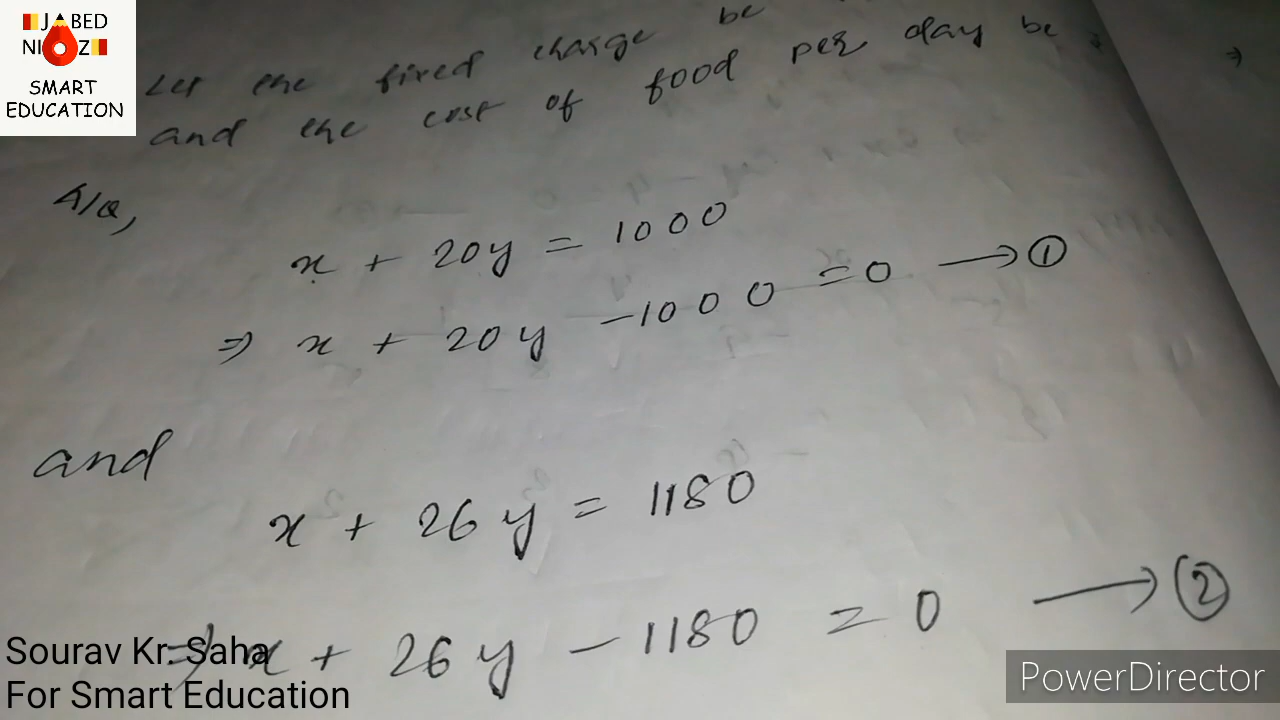 JABED
NIOZ
SMART
EDUCATION
Let the fixed charge be
and the cost of food per day be
A/Q,
x + 20y = 1000
⇒ x + 20y - 1000 = 0 → ①
and
x + 26y = 1180
⇒ x + 26y - 1180 = 0 → ②
Sourav Kr. Saha
For Smart Education
PowerDirector